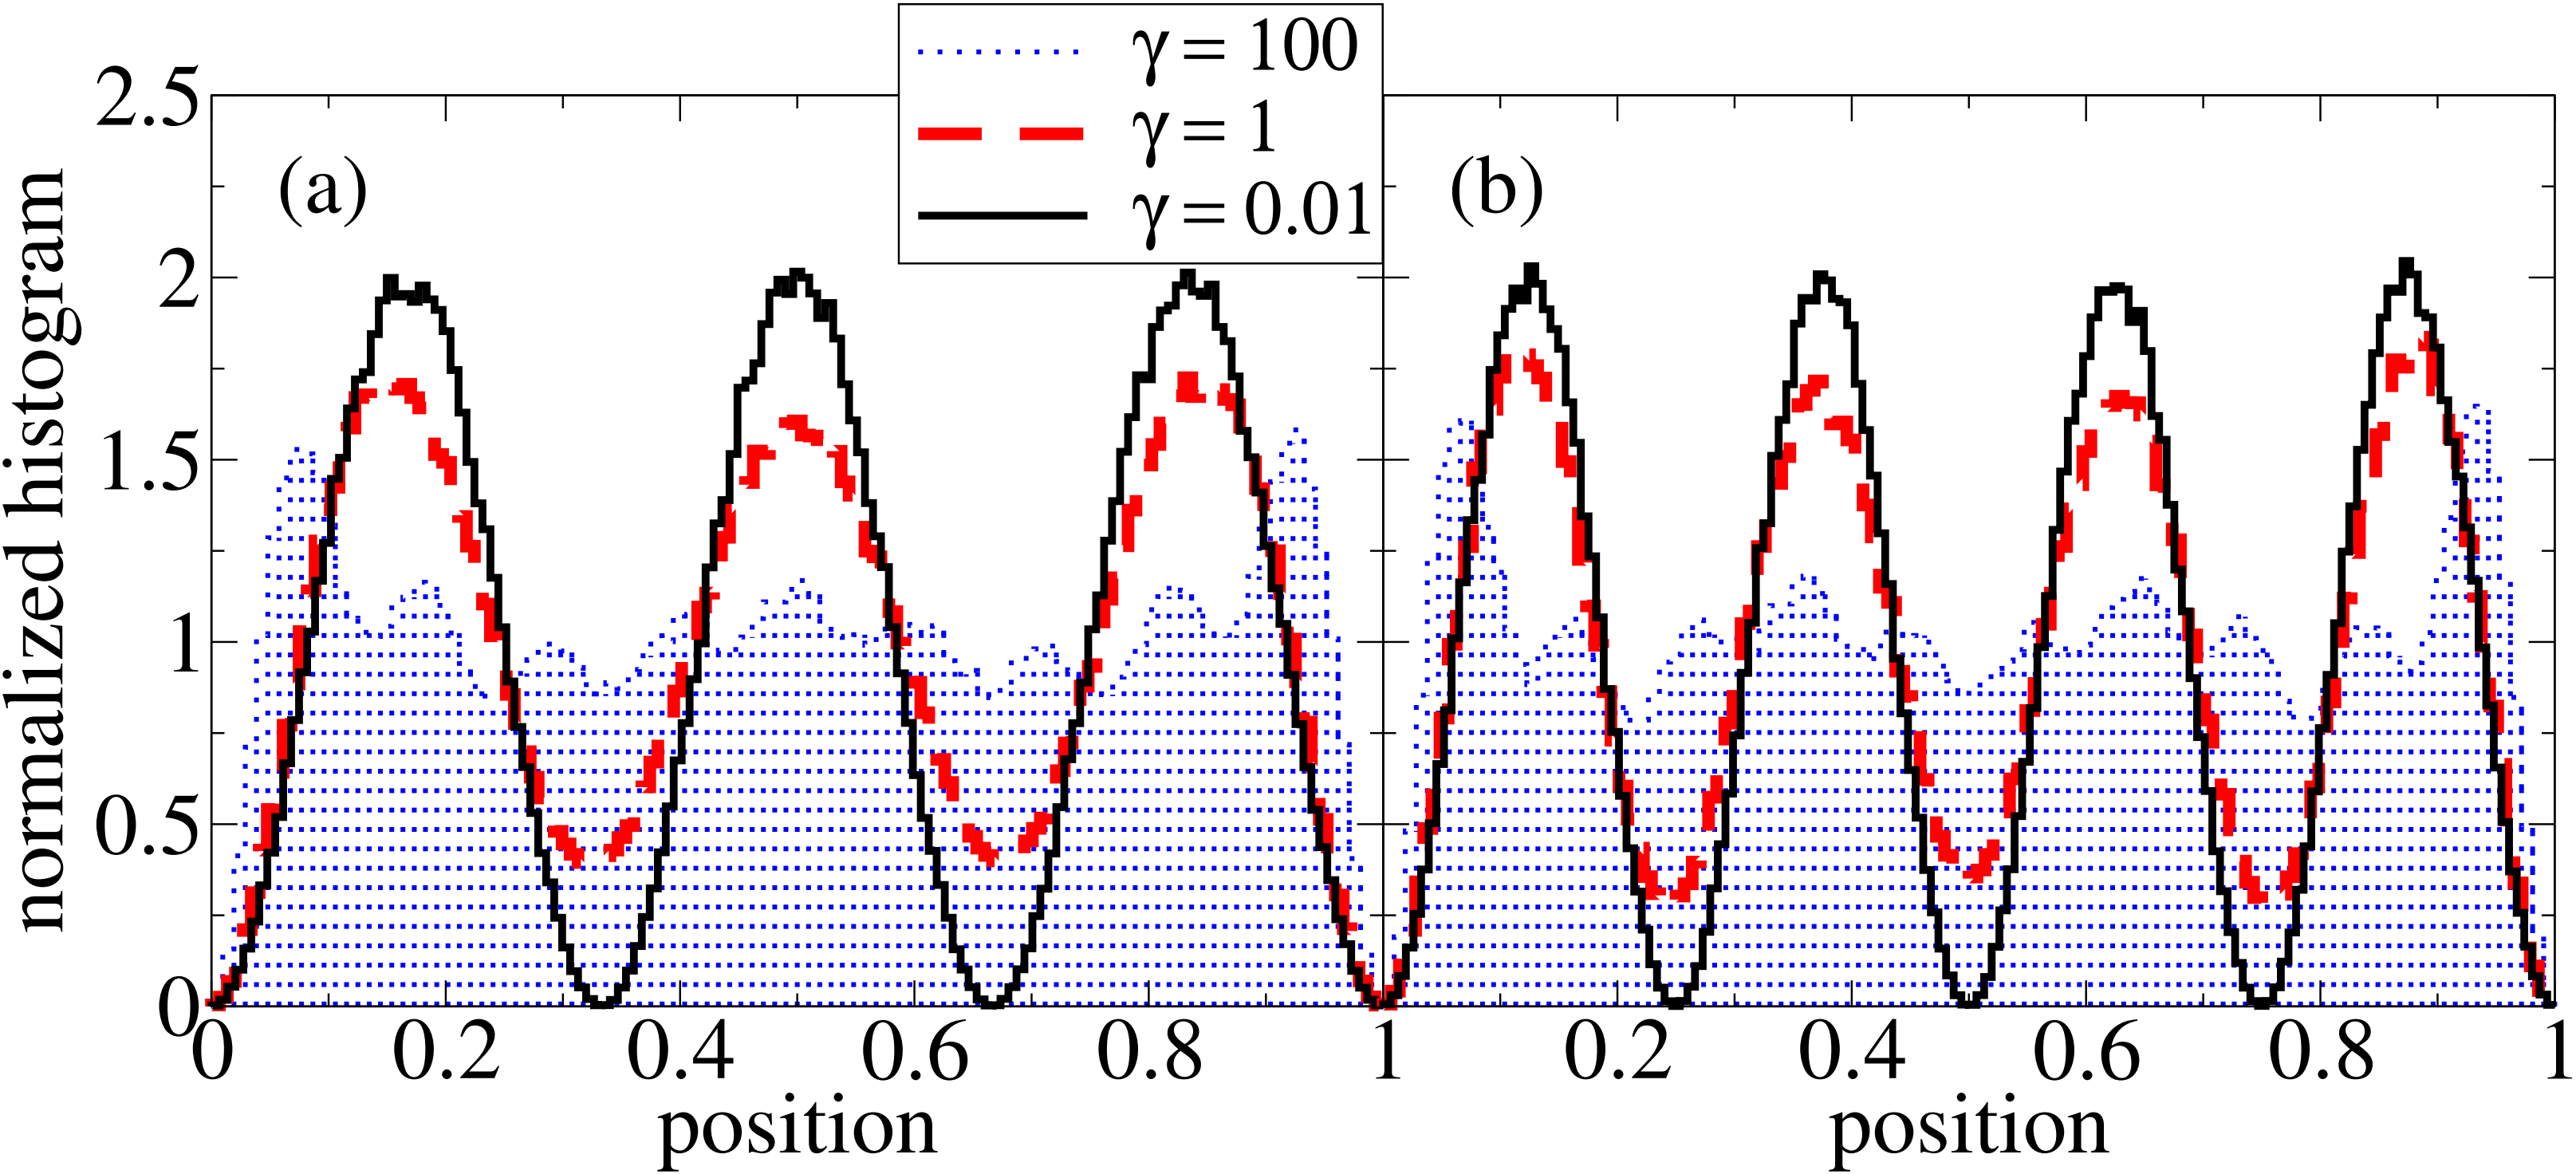 γ = 100
γ = 1
γ = 0.01
(a)
(b)
normalized histogram
2.5
2
1.5
1
0.5
0
0 0.2 0.4 0.6 0.8 1 0.2 0.4 0.6 0.8 1
position position